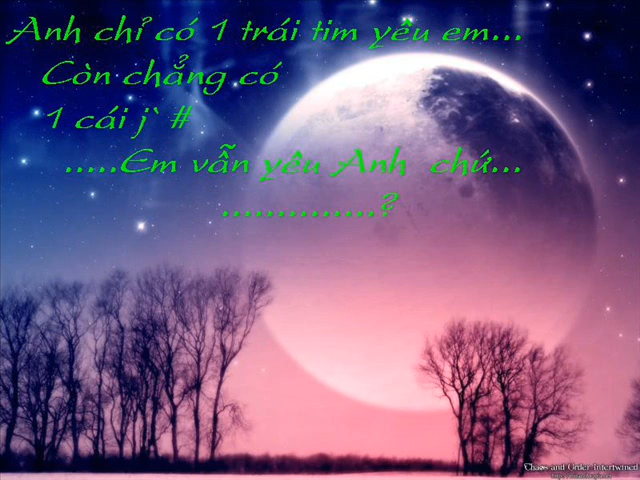 Anh chỉ có 1 trái tim yêu em...
Còn chẳng có
1 cái j` #
.....Em vẫn yêu Anh chứ...
..............?
Chaos and Order Intertwined